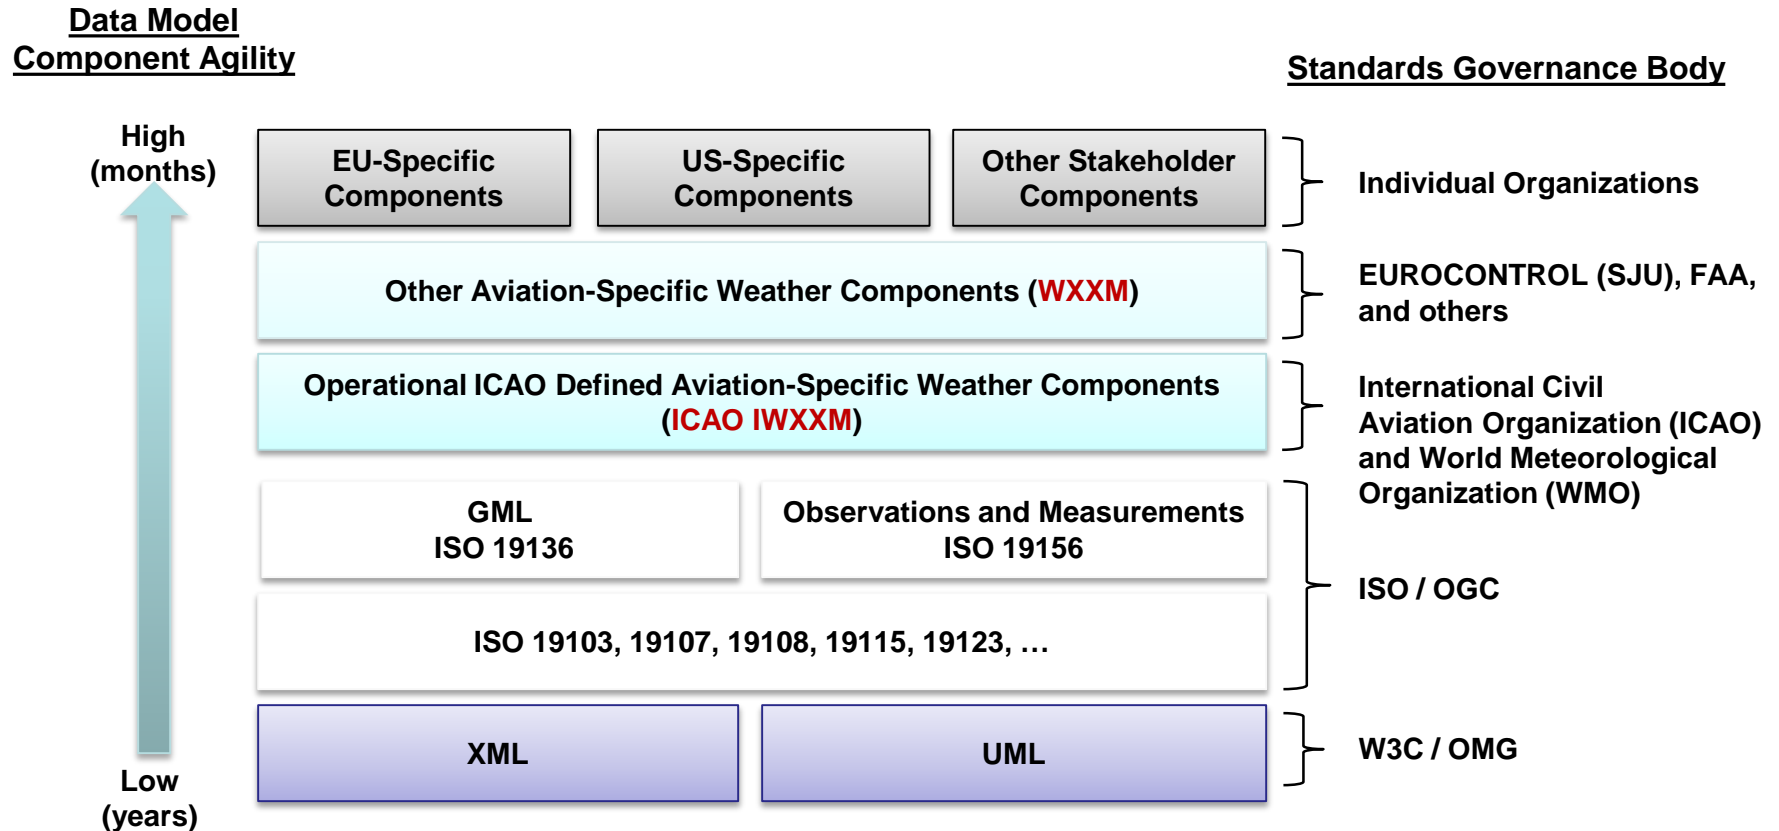 Data Model
Component Agility
Standards Governance Body
High
(months)
EU-Specific
Components
US-Specific
Components
Other Stakeholder
Components
Individual Organizations
Other Aviation-Specific Weather Components (WXXM)
EUROCONTROL (SJU), FAA,
and others
Operational ICAO Defined Aviation-Specific Weather Components
(ICAO IWXXM)
International Civil
Aviation Organization (ICAO)
and World Meteorological
Organization (WMO)
GML
ISO 19136
Observations and Measurements
ISO 19156
ISO / OGC
ISO 19103, 19107, 19108, 19115, 19123, …
XML
UML
W3C / OMG
Low
(years)